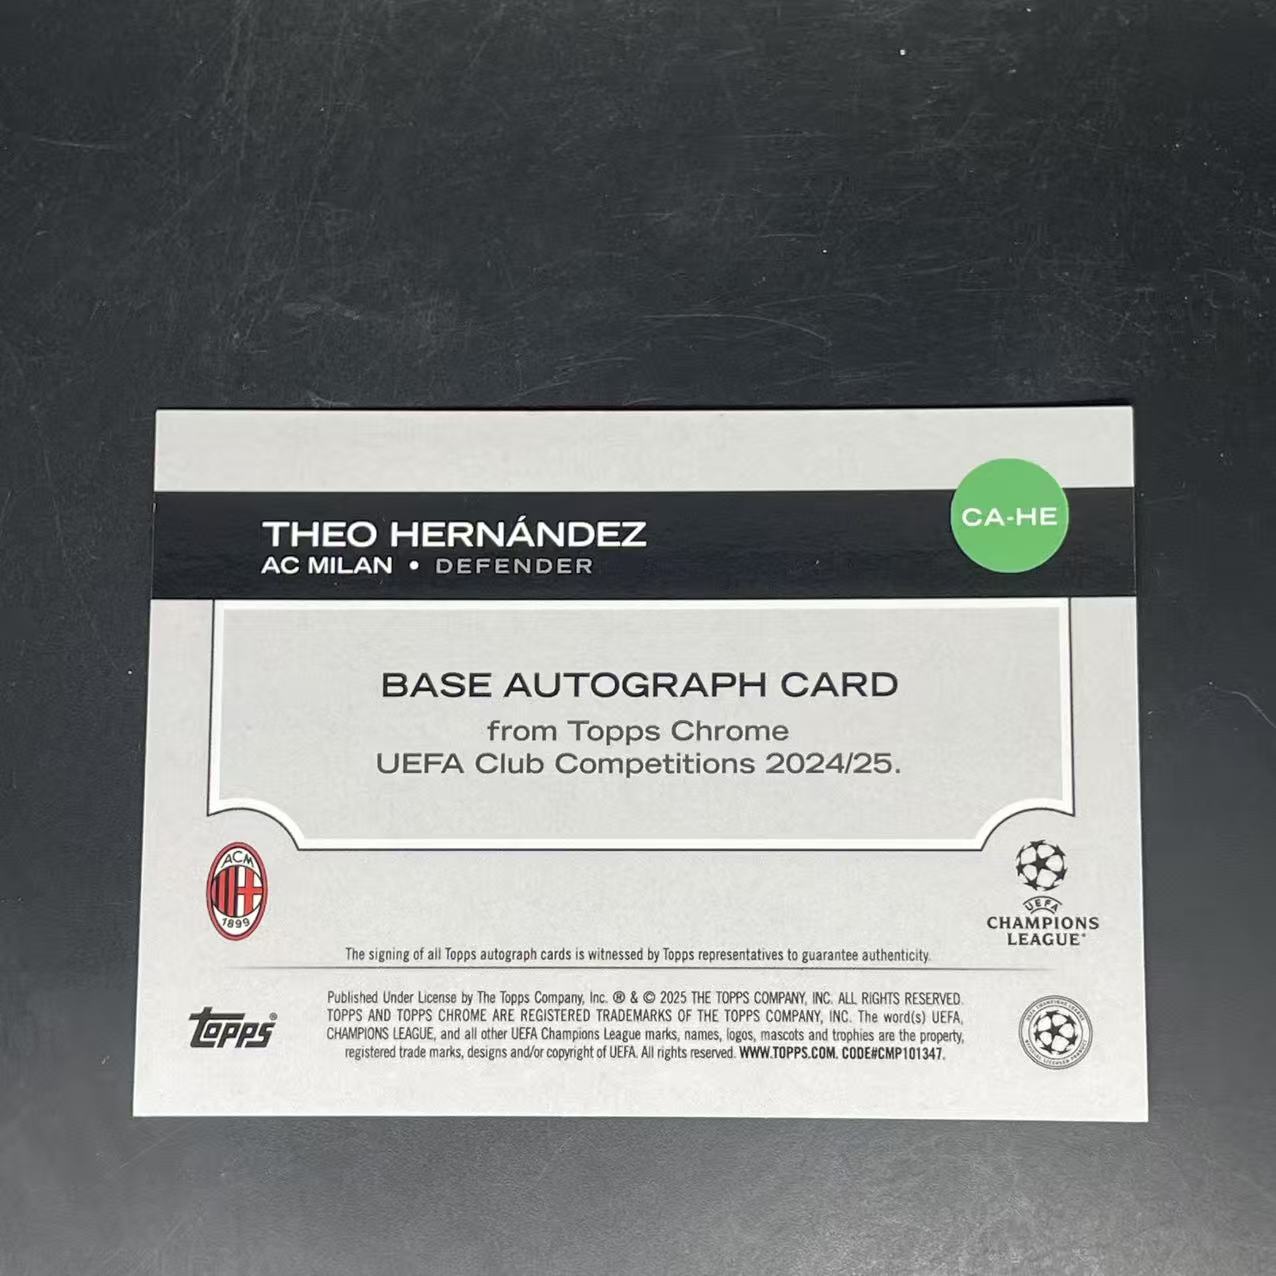 THEO HERNÁNDEZ
AC MILAN • DEFENDER
CA-HE
BASE AUTOGRAPH CARD
from Topps Chrome
UEFA Club Competitions 2024/25.
ACM
1899
UEFA
CHAMPIONS
LEAGUE
The signing of all Topps autograph cards is witnessed by Topps representatives to guarantee authenticity.
topps®
Published Under License by The Topps Company, Inc. ® & © 2025 THE TOPPS COMPANY, INC. ALL RIGHTS RESERVED.
TOPPS AND TOPPS CHROME ARE REGISTERED TRADEMARKS OF THE TOPPS COMPANY, INC. The word(s) UEFA,
CHAMPIONS LEAGUE, and all other UEFA Champions League marks, names, logos, mascots and trophies are the property,
registered trade marks, designs and/or copyright of UEFA. All rights reserved. WWW.TOPPS.COM. CODE#CMP101347.